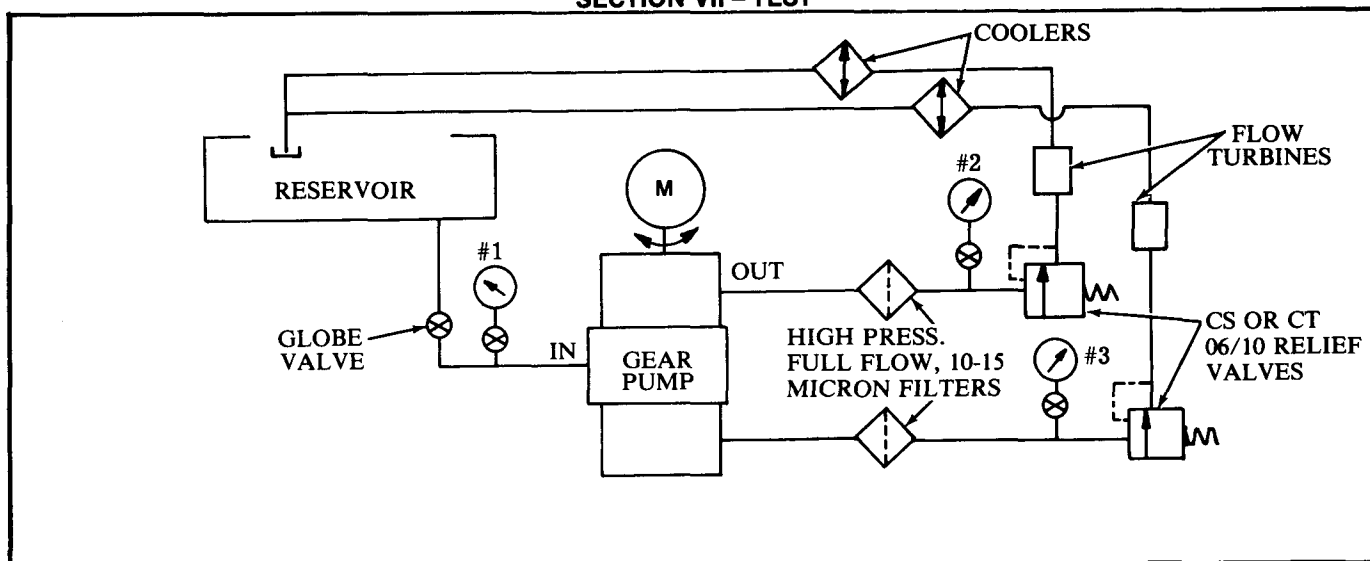 SECTION VII – TEST
COOLERS
FLOW
TURBINES
RESERVOIR
M
#2
#1
OUT
GLOBE
VALVE
IN
GEAR
PUMP
HIGH PRESS.
FULL FLOW, 10-15
MICRON FILTERS
#3
CS OR CT
06/10 RELIEF
VALVES